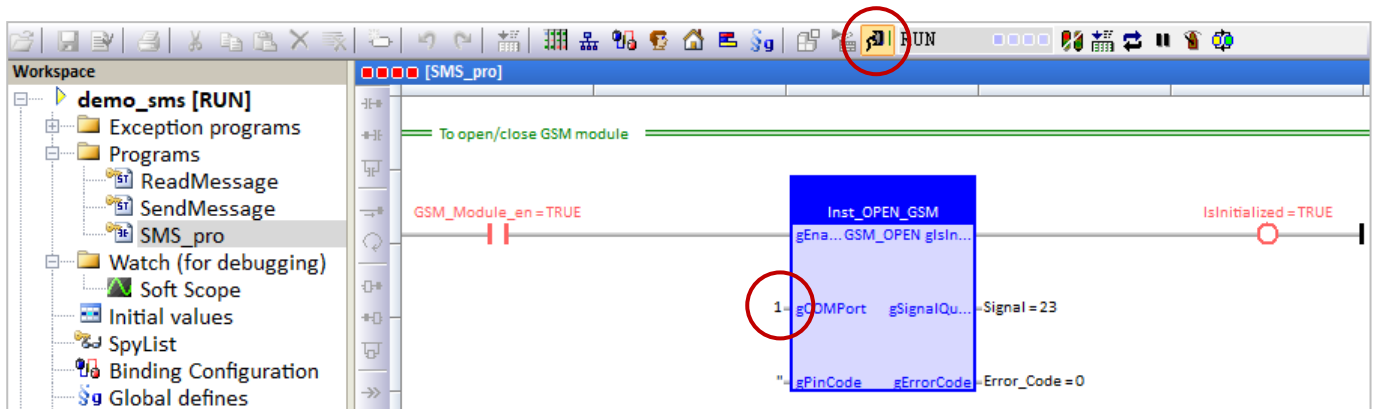 RUN
Workspace
[SMS_pro]
demo_sms [RUN]
Exception programs
Programs
ReadMessage
SendMessage
SMS_pro
Watch (for debugging)
Soft Scope
Initial values
SpyList
Binding Configuration
Global defines
To open/close GSM module
GSM_Module_en = TRUE
Inst_OPEN_GSM
IsInitialized = TRUE
gEna... GSM_OPEN gIsIn...
1 gCOMPort gSignalQu... Signal = 23
'' gPinCode gErrorCode Error_Code = 0